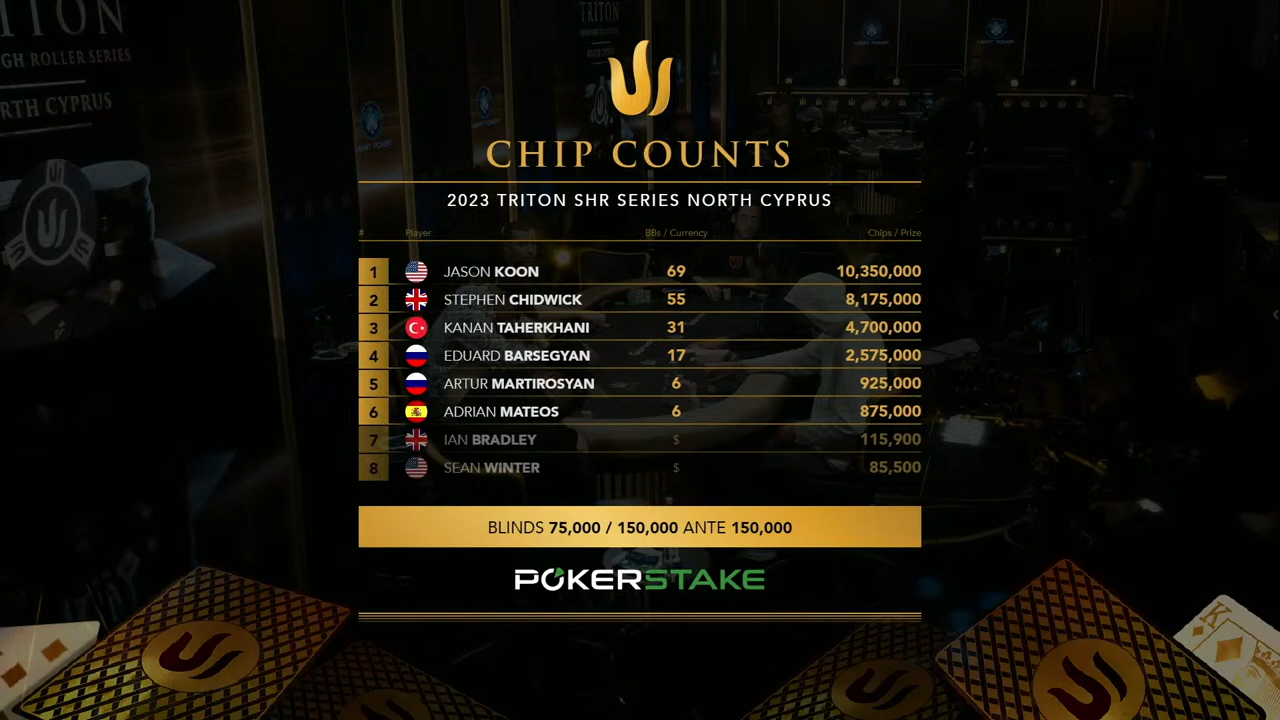 TRITON
GH ROLLER SERIES
RTH CYPRUS
TRITON
CHIP COUNTS
2023 TRITON SHR SERIES NORTH CYPRUS
# Player BBs / Currency Chips / Prize
1 JASON KOON 69 10,350,000
2 STEPHEN CHIDWICK 55 8,175,000
3 KANAN TAHERKHANI 31 4,700,000
4 EDUARD BARSEGYAN 17 2,575,000
5 ARTUR MARTIROSYAN 6 925,000
6 ADRIAN MATEOS 6 875,000
7 IAN BRADLEY $ 115,900
8 SEAN WINTER $ 85,500
BLINDS 75,000 / 150,000 ANTE 150,000
POKERSTAKE
K